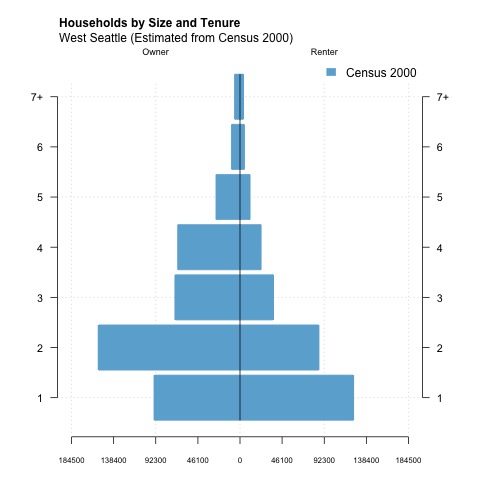 Households by Size and Tenure
West Seattle (Estimated from Census 2000)
Owner Renter
Census 2000
7+ 7+
6 6
5 5
4 4
3 3
2 2
1 1
184500 138400 92300 46100 0 46100 92300 138400 184500